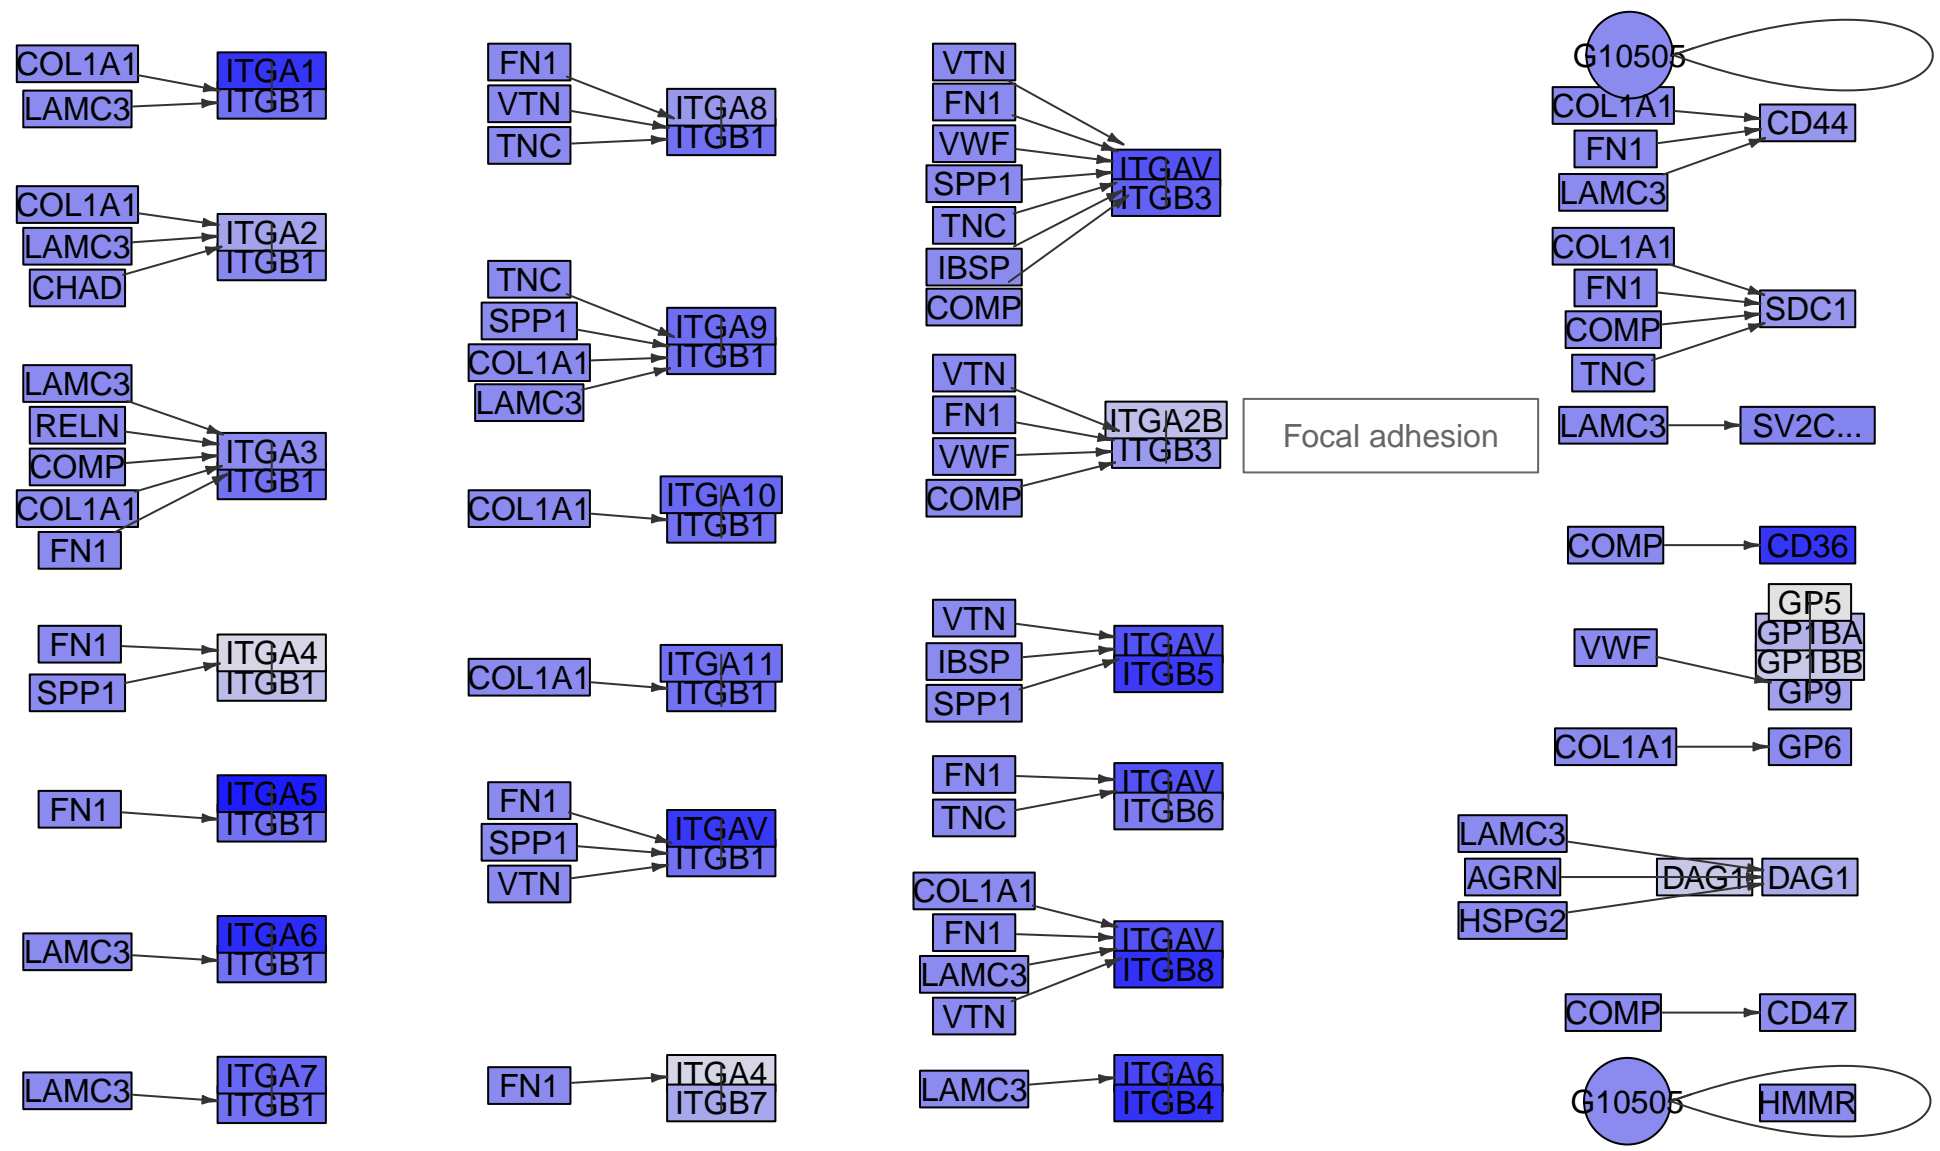 COL1A1
LAMC3
ITGA1
ITGB1
COL1A1
LAMC3
CHAD
ITGA2
ITGB1
LAMC3
RELN
COMP
COL1A1
FN1
ITGA3
ITGB1
FN1
SPP1
ITGA4
ITGB1
FN1
ITGA5
ITGB1
LAMC3
ITGA6
ITGB1
LAMC3
ITGA7
ITGB1
FN1
VTN
TNC
ITGA8
ITGB1
TNC
SPP1
COL1A1
LAMC3
ITGA9
ITGB1
COL1A1
ITGA10
ITGB1
COL1A1
ITGA11
ITGB1
FN1
SPP1
VTN
ITGAV
ITGB1
FN1
ITGA4
ITGB7
VTN
FN1
VWF
SPP1
TNC
IBSP
COMP
ITGAV
ITGB3
VTN
FN1
VWF
COMP
ITGA2B
ITGB3
Focal adhesion
VTN
IBSP
SPP1
ITGAV
ITGB5
FN1
TNC
ITGAV
ITGB6
COL1A1
FN1
LAMC3
VTN
ITGAV
ITGB8
LAMC3
ITGA6
ITGB4
G10505
COL1A1
FN1
LAMC3
CD44
COL1A1
FN1
COMP
TNC
SDC1
LAMC3
SV2C...
COMP
CD36
VWF
GP5
GP1BA
GP1BB
GP9
COL1A1
GP6
LAMC3
AGRN
HSPG2
DAG1
DAG1
COMP
CD47
G10505
HMMR